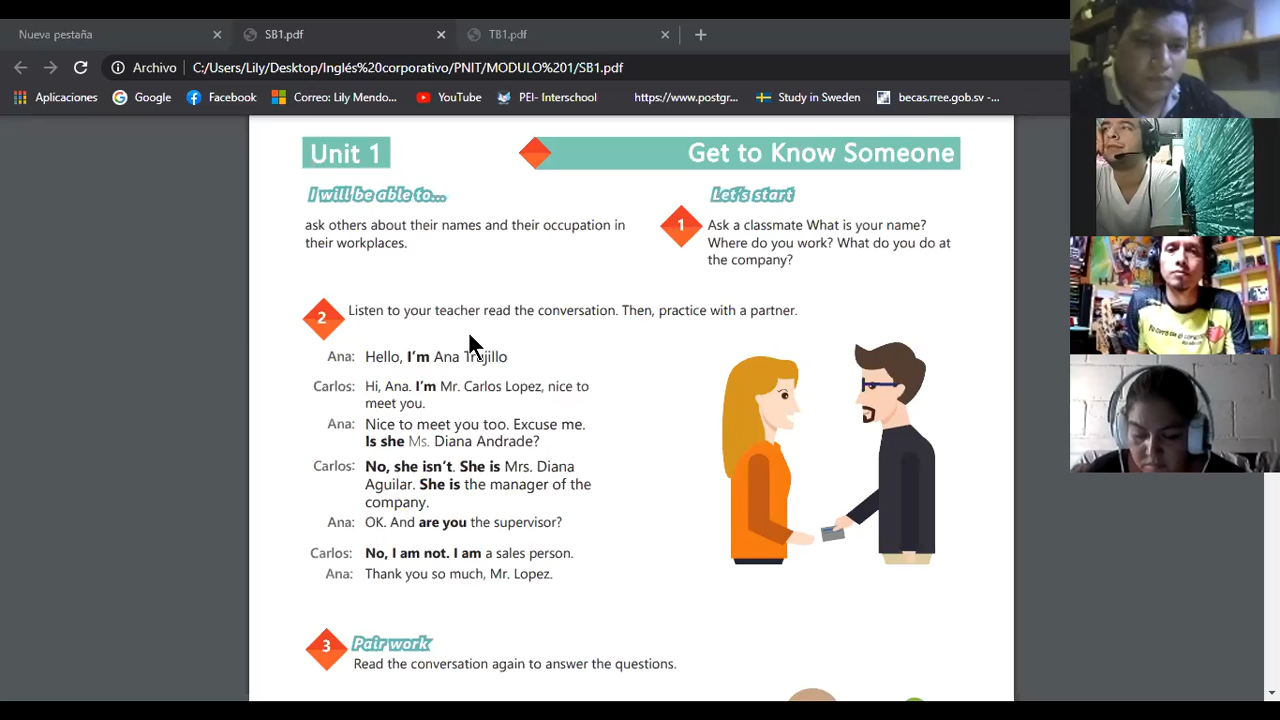 Nueva pestaña
SB1.pdf
TB1.pdf
Archivo
C:/Users/Lily/Desktop/Inglés%20corporativo/PNIT/MODULO%201/SB1.pdf
Aplicaciones
Google
Facebook
Correo: Lily Mendo...
YouTube
PEI- Interschool
https://www.postgr...
Study in Sweden
becas.rree.gob.sv -...
Unit 1
Get to Know Someone
I will be able to...
ask others about their names and their occupation in
their workplaces.
Let's start
1
Ask a classmate What is your name?
Where do you work? What do you do at
the company?
2
Listen to your teacher read the conversation. Then, practice with a partner.
Ana: Hello, I'm Ana Trujillo
Carlos: Hi, Ana. I'm Mr. Carlos Lopez, nice to
meet you.
Ana: Nice to meet you too. Excuse me.
Is she Ms. Diana Andrade?
Carlos: No, she isn't. She is Mrs. Diana
Aguilar. She is the manager of the
company.
Ana: OK. And are you the supervisor?
Carlos: No, I am not. I am a sales person.
Ana: Thank you so much, Mr. Lopez.
3
Pair work
Read the conversation again to answer the questions.